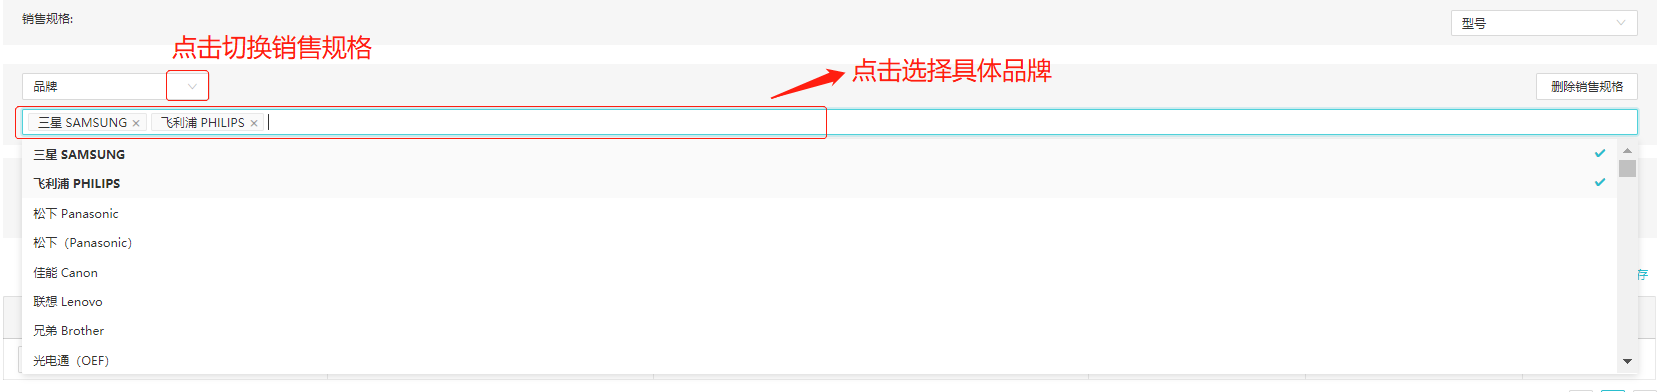 销售规格:
型号
点击切换销售规格
点击选择具体品牌
品牌
删除销售规格
三星 SAMSUNG × 飞利浦 PHILIPS ×
三星 SAMSUNG
飞利浦 PHILIPS
松下 Panasonic
松下（Panasonic）
佳能 Canon
存
联想 Lenovo
兄弟 Brother
光电通（OEF）